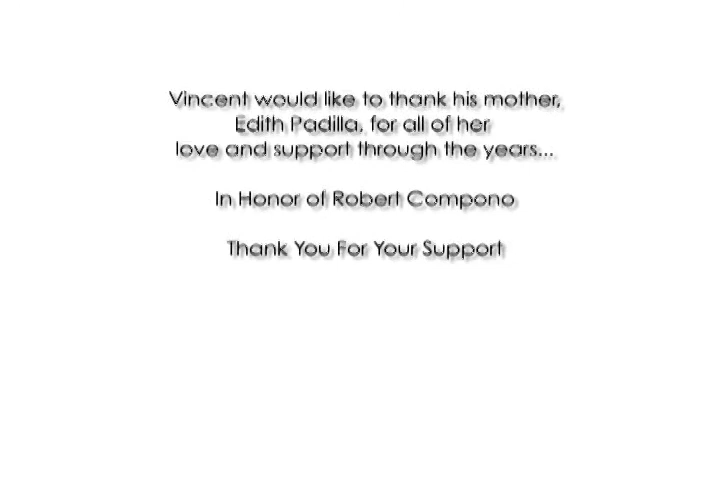 Vincent would like to thank his mother,
Edith Padilla, for all of her
love and support through the years...
In Honor of Robert Compono
Thank You For Your Support